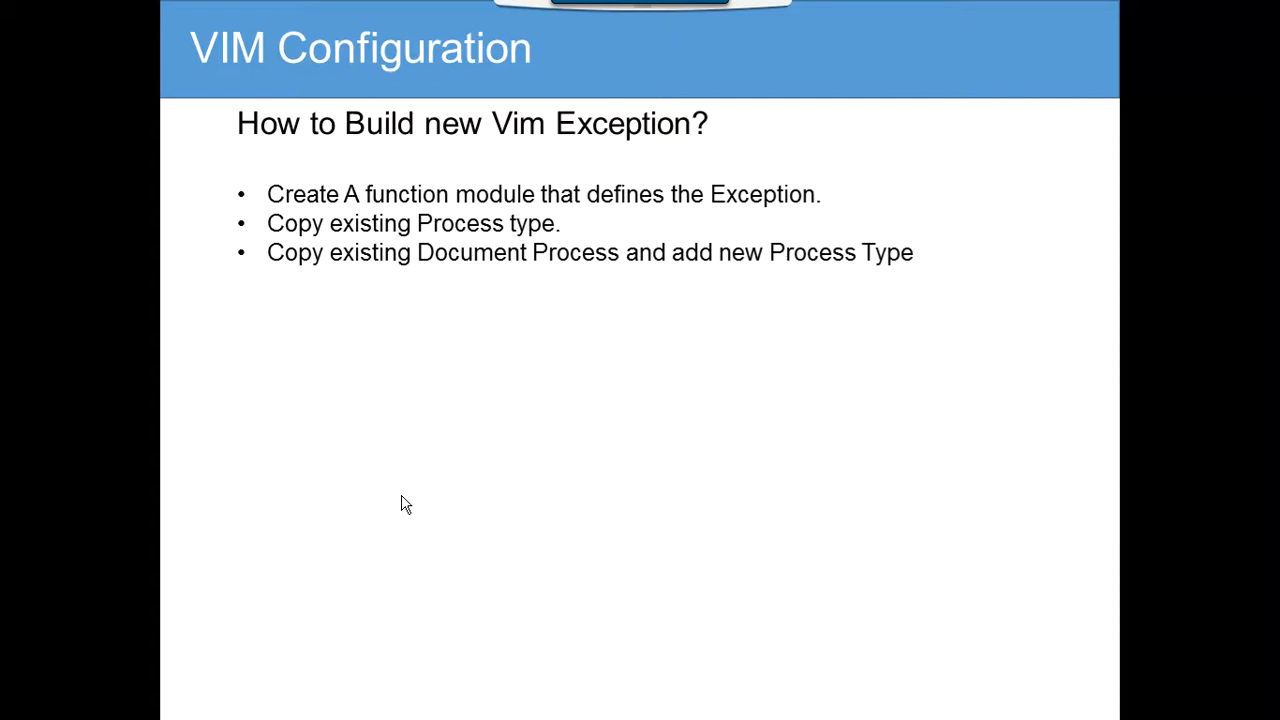 VIM Configuration
How to Build new Vim Exception?
• Create A function module that defines the Exception.
• Copy existing Process type.
• Copy existing Document Process and add new Process Type